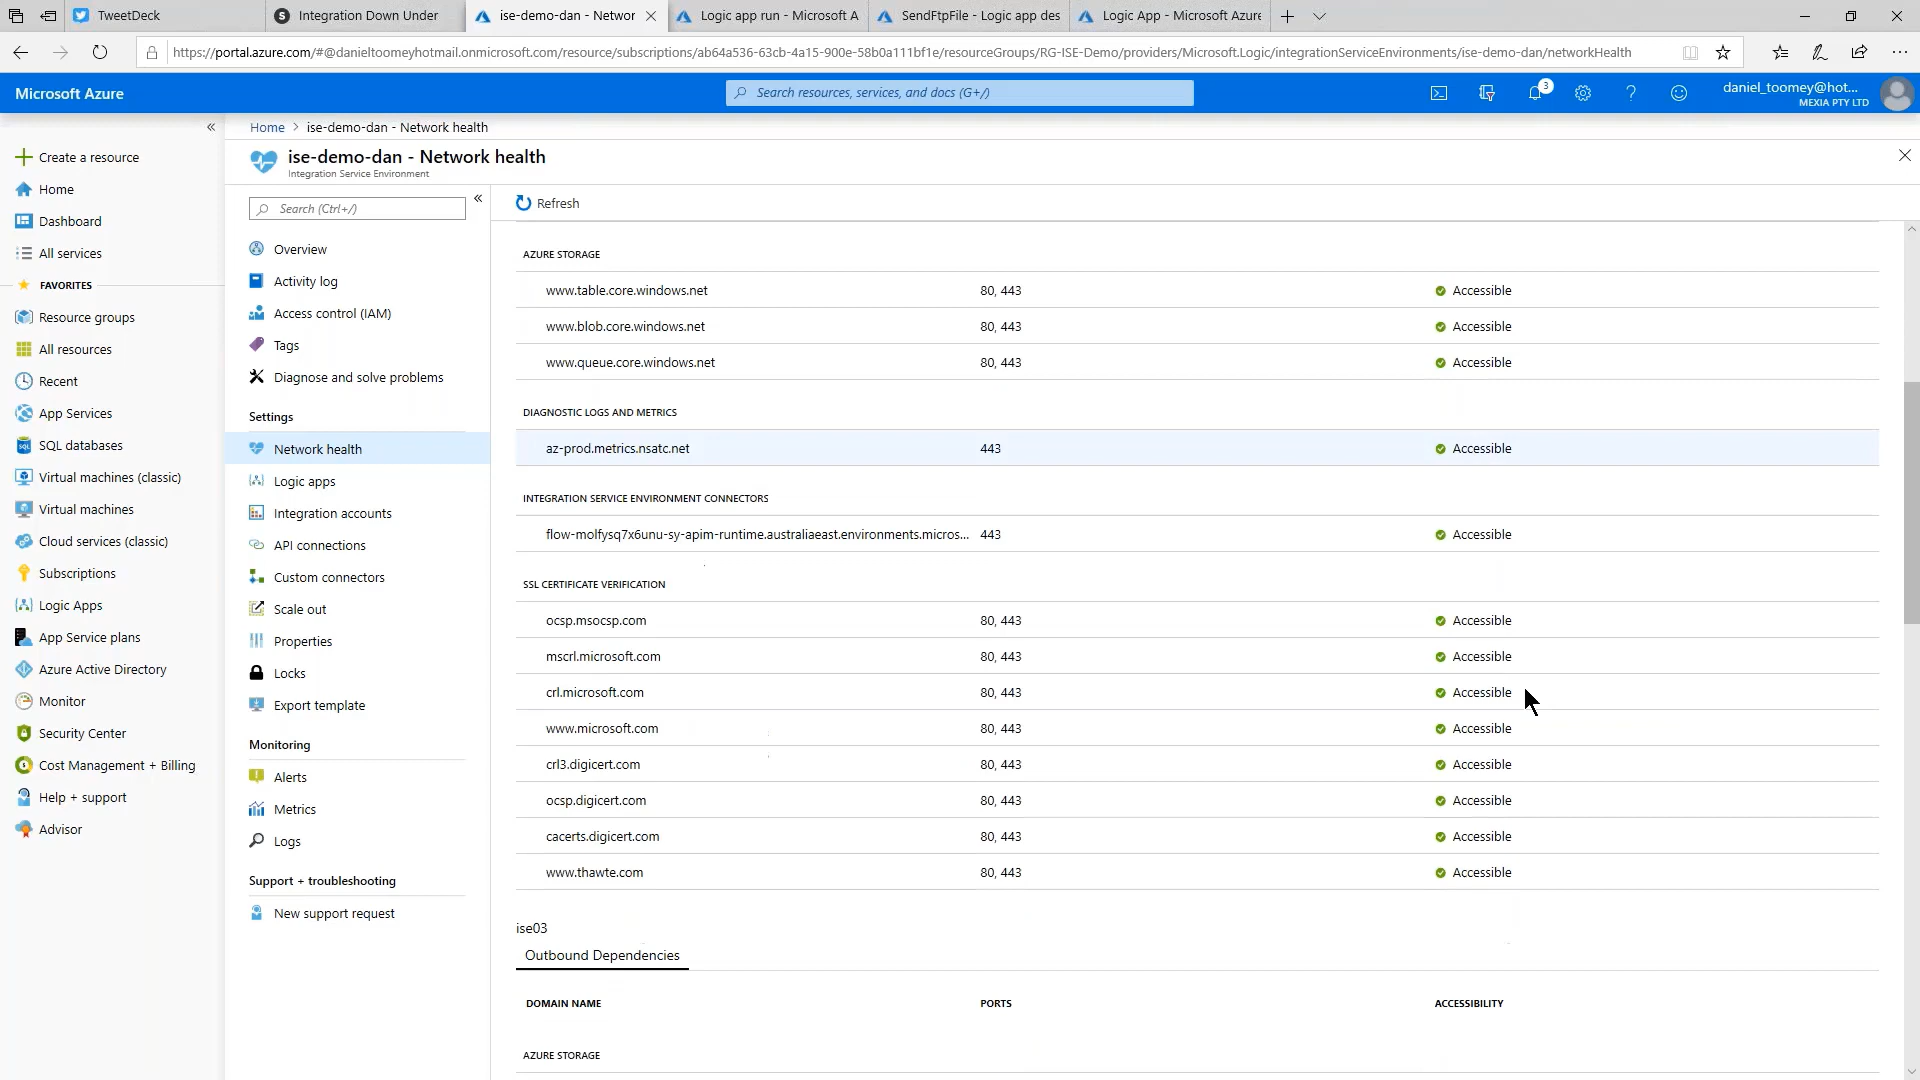 TweetDeck
Integration Down Under
ise-demo-dan - Networ
Logic app run - Microsoft A
SendFtpFile - Logic app des
Logic App - Microsoft Azure
https://portal.azure.com/#@danieltoomeyhotmail.onmicrosoft.com/resource/subscriptions/ab64a536-63cb-4a15-900e-58b0a111bf1e/resourceGroups/RG-ISE-Demo/providers/Microsoft.Logic/integrationServiceEnvironments/ise-demo-dan/networkHealth
Microsoft Azure
Search resources, services, and docs (G+/)
3
daniel_toomey@hot...
MEXIA PTY LTD
Create a resource
Home
Dashboard
All services
FAVORITES
Resource groups
All resources
Recent
App Services
SQL databases
Virtual machines (classic)
Virtual machines
Cloud services (classic)
Subscriptions
Logic Apps
App Service plans
Azure Active Directory
Monitor
Security Center
Cost Management + Billing
Help + support
Advisor
Home > ise-demo-dan - Network health
ise-demo-dan - Network health
Integration Service Environment
Search (Ctrl+/)
Overview
Activity log
Access control (IAM)
Tags
Diagnose and solve problems
Settings
Network health
Logic apps
Integration accounts
API connections
Custom connectors
Scale out
Properties
Locks
Export template
Monitoring
Alerts
Metrics
Logs
Support + troubleshooting
New support request
Refresh
AZURE STORAGE
www.table.core.windows.net 80, 443 Accessible
www.blob.core.windows.net 80, 443 Accessible
www.queue.core.windows.net 80, 443 Accessible
DIAGNOSTIC LOGS AND METRICS
az-prod.metrics.nsatc.net 443 Accessible
INTEGRATION SERVICE ENVIRONMENT CONNECTORS
flow-molfysq7x6unu-sy-apim-runtime.australiaeast.environments.micros... 443 Accessible
SSL CERTIFICATE VERIFICATION
ocsp.msocsp.com 80, 443 Accessible
mscrl.microsoft.com 80, 443 Accessible
crl.microsoft.com 80, 443 Accessible
www.microsoft.com 80, 443 Accessible
crl3.digicert.com 80, 443 Accessible
ocsp.digicert.com 80, 443 Accessible
cacerts.digicert.com 80, 443 Accessible
www.thawte.com 80, 443 Accessible
ise03
Outbound Dependencies
DOMAIN NAME PORTS ACCESSIBILITY
AZURE STORAGE